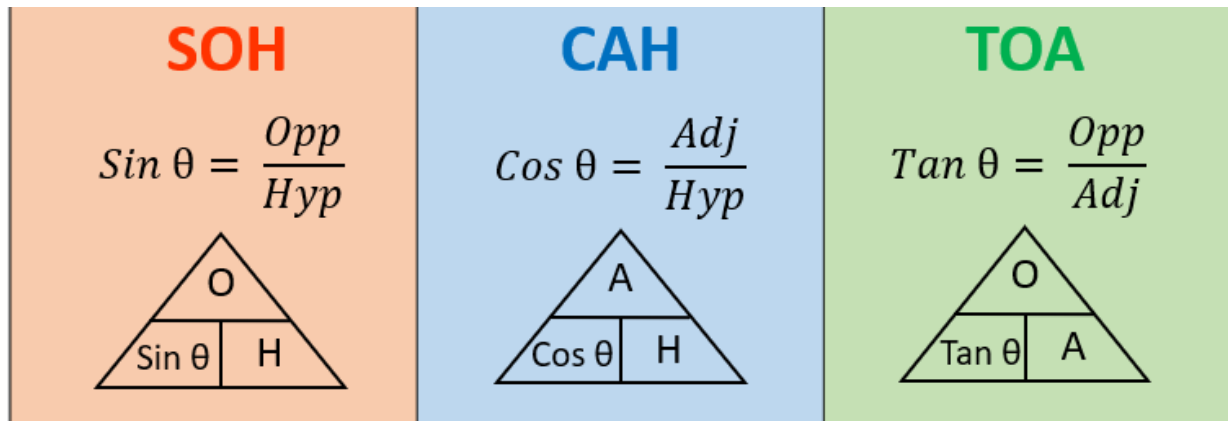 SOH
Sin θ = Opp/Hyp
O
Sin θ H
CAH
Cos θ = Adj/Hyp
A
Cos θ H
TOA
Tan θ = Opp/Adj
O
Tan θ A